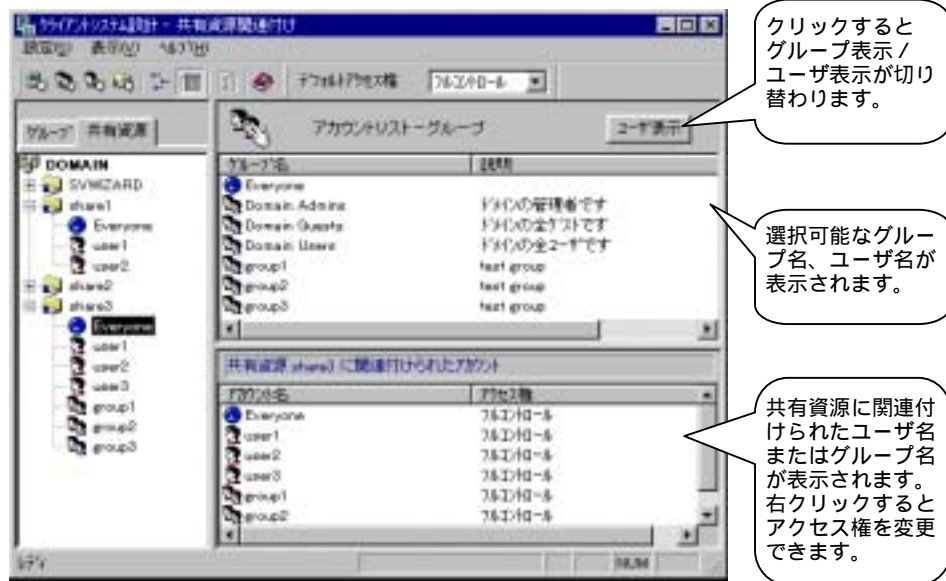 クライアントシステム設計 - 共有資源関連付け
設定(S) 表示(V) ヘルプ(H)
デフォルトアクセス権 フルコントロール
グループ 共有資源
アカウントリスト－グループ
ユーザ表示
DOMAIN
SVWIZARD
share1
Everyone
user1
user2
share2
share3
Everyone
user1
user2
user3
group1
group2
group3
グループ名 説明
Everyone
Domain Admins ドメインの管理者です
Domain Guests ドメインの全ゲストです
Domain Users ドメインの全ユーザです
group1 test group
group2 test group
group3 test group
共有資源 share3 に関連付けられたアカウント
アカウント名 アクセス権
Everyone フルコントロール
user1 フルコントロール
user2 フルコントロール
user3 フルコントロール
group1 フルコントロール
group2 フルコントロール
レディ
NUM
クリックすると
グループ表示／
ユーザ表示が切り
替わります。
選択可能なグルー
プ名、ユーザ名が
表示されます。
共有資源に関連付
けられたユーザ名
またはグループ名
が表示されます。
右クリックすると
アクセス権を変更
できます。